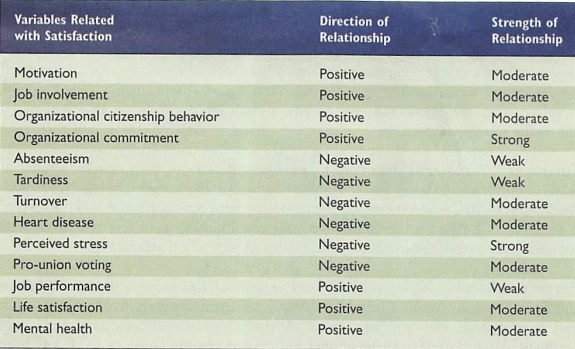 Variables Related Direction of Strength of
with Satisfaction Relationship Relationship
Motivation Positive Moderate
Job involvement Positive Moderate
Organizational citizenship behavior Positive Moderate
Organizational commitment Positive Strong
Absenteeism Negative Weak
Tardiness Negative Weak
Turnover Negative Moderate
Heart disease Negative Moderate
Perceived stress Negative Strong
Pro-union voting Negative Moderate
Job performance Positive Weak
Life satisfaction Positive Moderate
Mental health Positive Moderate